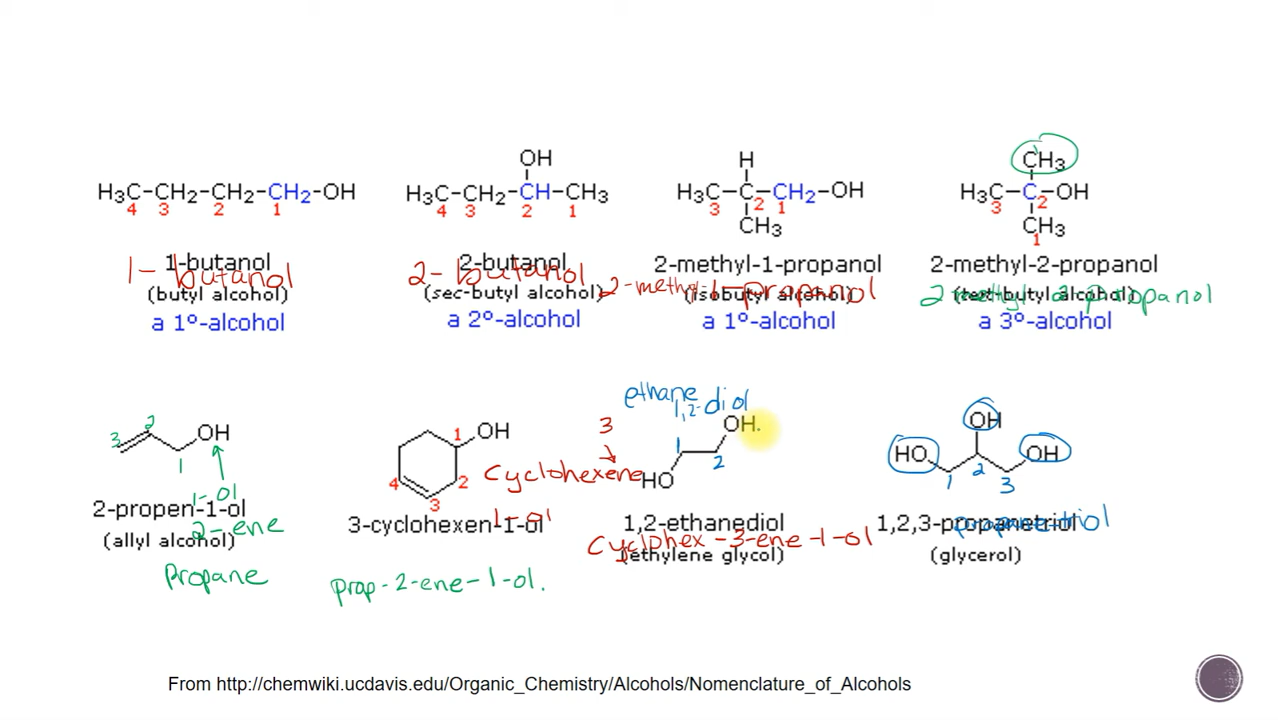 OH
H
CH₃
H₃C-CH₂-CH₂-CH₂-OH
H₃C-CH₂-CH-CH₃
H₃C-C-CH₂-OH
H₃C-C-OH
4 3 2 1
4 3 2 1
3 2 1
3 2
CH₃
CH₃
1
1-butanol
2-butanol
2-methyl-1-propanol
2-methyl-2-propanol
1- butanol
2- butanol
2-methyl-1-propanol
2-methyl 2 propanol
(butyl alcohol)
(sec-butyl alcohol)
(isobutyl alcohol)
(tert-butyl alcohol)
a 1º-alcohol
a 2º-alcohol
a 1º-alcohol
a 3º-alcohol
ethane
1,2-diol
3 2 OH
1
1 OH
4 2
3
3
OH.
1
2
HO
OH
HO OH
1 2 3
Cyclohexene
1-ol
1-ol
2-ene
Propane
2-propen-1-ol
(allyl alcohol)
3-cyclohexen-1-ol
1,2-ethanediol
(ethylene glycol)
1,2,3-propanetriol
(glycerol)
propanetriol
Cyclohex-3-ene-1-ol
prop-2-ene-1-ol.
From http://chemwiki.ucdavis.edu/Organic_Chemistry/Alcohols/Nomenclature_of_Alcohols